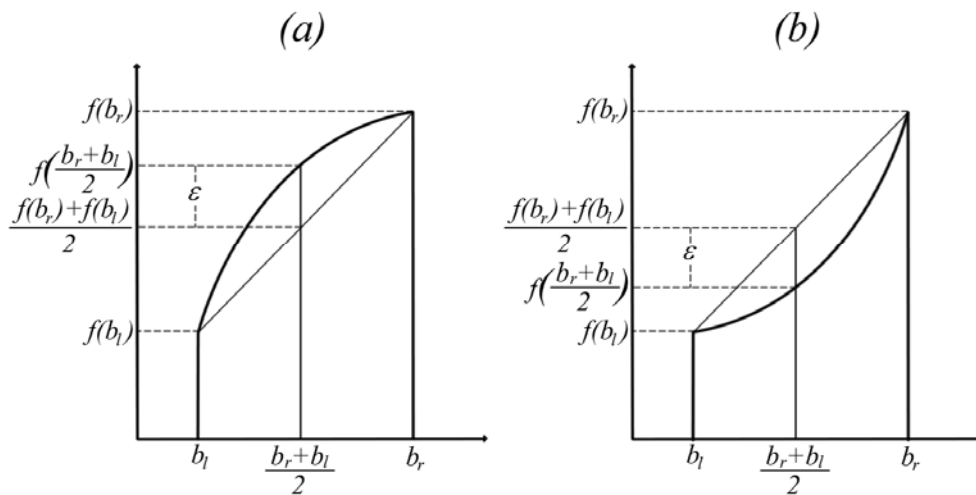 (a)
f(b_r)
f((b_r+b_l)/2)
ε
(f(b_r)+f(b_l))/2
f(b_l)
b_l
(b_r+b_l)/2
b_r
(b)
f(b_r)
(f(b_r)+f(b_l))/2
ε
f((b_r+b_l)/2)
f(b_l)
b_l
(b_r+b_l)/2
b_r